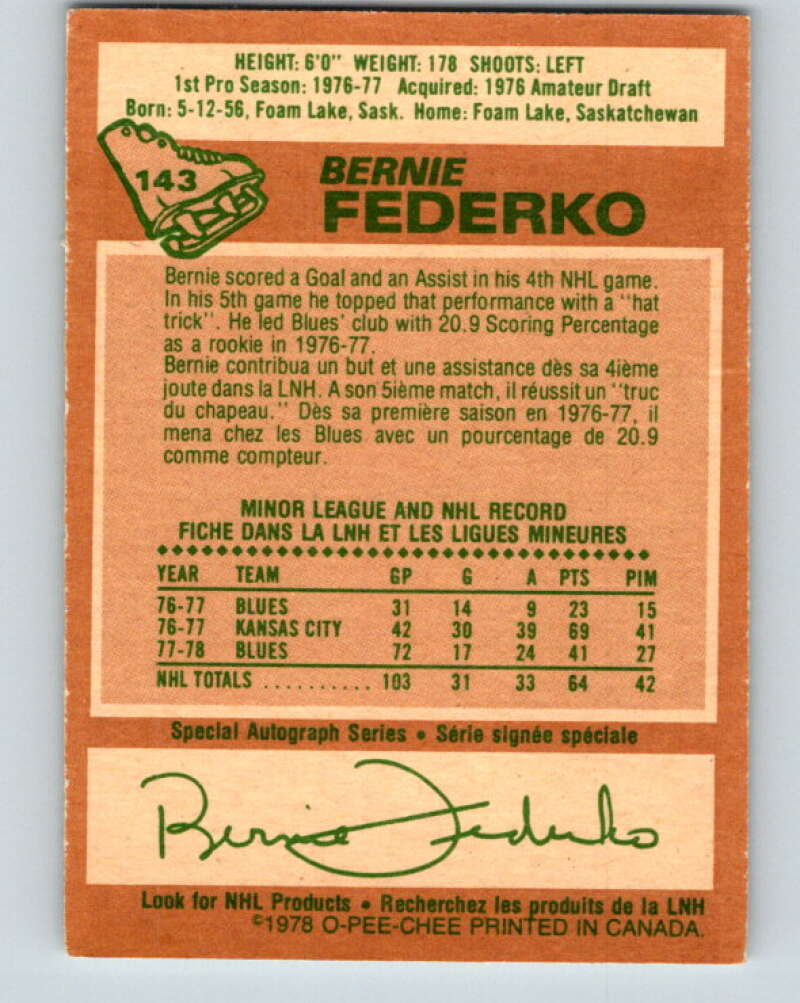 HEIGHT: 6'0" WEIGHT: 178 SHOOTS: LEFT
1st Pro Season: 1976-77 Acquired: 1976 Amateur Draft
Born: 5-12-56, Foam Lake, Sask. Home: Foam Lake, Saskatchewan
143
BERNIE
FEDERKO
Bernie scored a Goal and an Assist in his 4th NHL game.
In his 5th game he topped that performance with a "hat
trick". He led Blues' club with 20.9 Scoring Percentage
as a rookie in 1976-77.
Bernie contribua un but et une assistance dès sa 4ième
joute dans la LNH. A son 5ième match, il réussit un "truc
du chapeau." Dès sa première saison en 1976-77, il
mena chez les Blues avec un pourcentage de 20.9
comme compteur.
MINOR LEAGUE AND NHL RECORD
FICHE DANS LA LNH ET LES LIGUES MINEURES
YEAR TEAM GP G A PTS PIM
76-77 BLUES 31 14 9 23 15
76-77 KANSAS CITY 42 30 39 69 41
77-78 BLUES 72 17 24 41 27
NHL TOTALS .......... 103 31 33 64 42
Special Autograph Series • Série signée spéciale
Bernie Federko
Look for NHL Products • Recherchez les produits de la LNH
©1978 O-PEE-CHEE PRINTED IN CANADA.